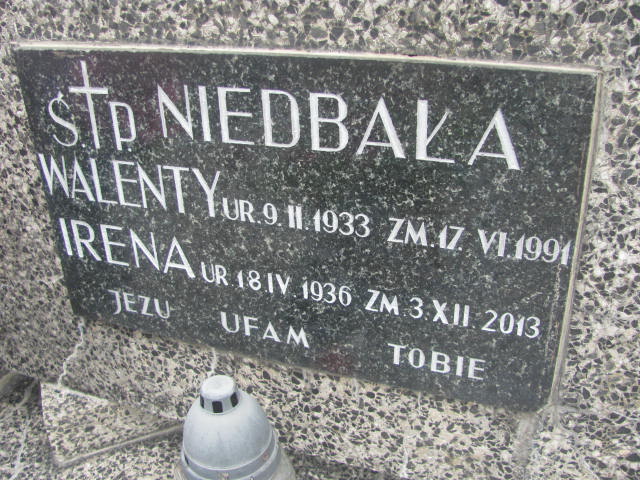 Ś.†P NIEDBAŁA
WALENTY UR.9.II.1933 ZM.17.VI.1991
IRENA UR.18.IV.1936 ZM.3.XII.2013
JEZU UFAM TOBIE